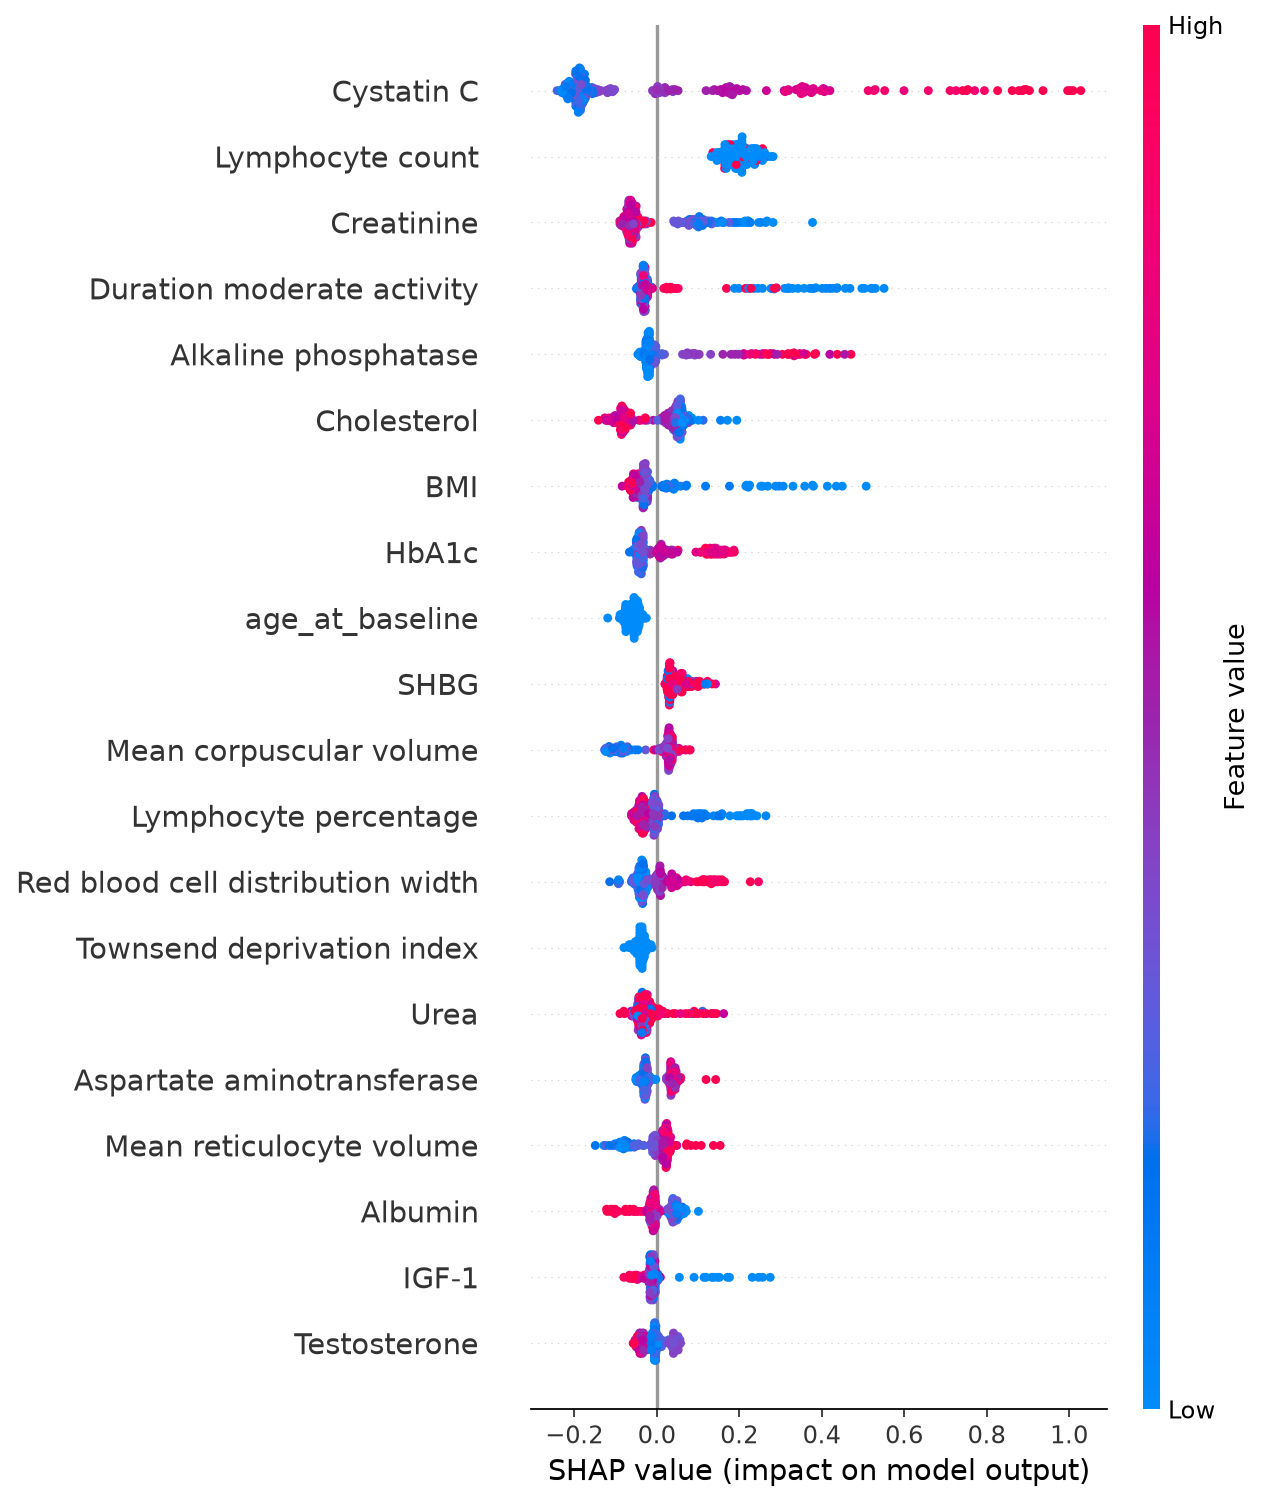 High
Cystatin C
Lymphocyte count
Creatinine
Duration moderate activity
Alkaline phosphatase
Cholesterol
BMI
HbA1c
age_at_baseline
SHBG
Mean corpuscular volume
Lymphocyte percentage
Red blood cell distribution width
Townsend deprivation index
Urea
Aspartate aminotransferase
Mean reticulocyte volume
Albumin
IGF-1
Testosterone
Feature value
Low
−0.2 0.0 0.2 0.4 0.6 0.8 1.0
SHAP value (impact on model output)